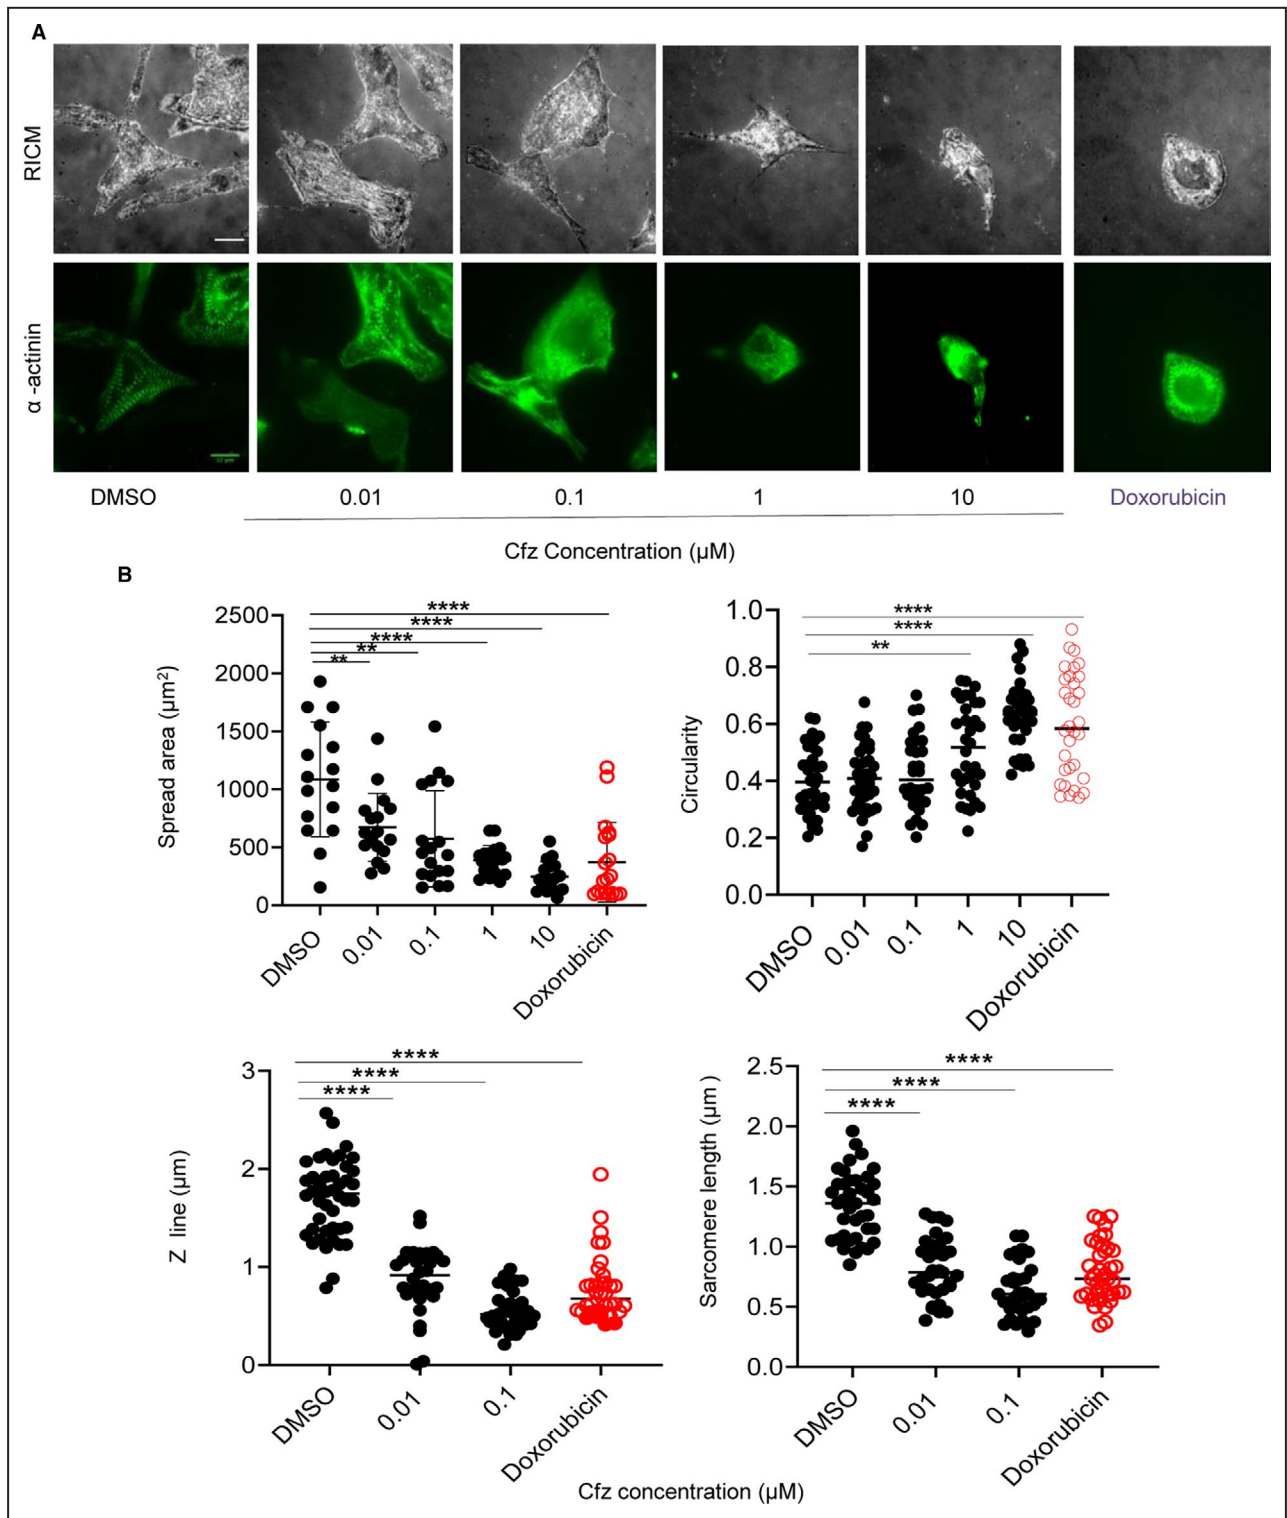 A
RICM
α -actinin
12 µm
DMSO
0.01
0.1
1
10
Doxorubicin
Cfz Concentration (µM)
B
Spread area (µm²)
2500
2000
1500
1000
500
0
****
****
****
**
**
DMSO
0.01
0.1
1
10
Doxorubicin
Circularity
1.0
0.8
0.6
0.4
0.2
0.0
****
****
**
DMSO
0.01
0.1
1
10
Doxorubicin
Z line (µm)
3
2
1
0
****
****
****
DMSO
0.01
0.1
Doxorubicin
Sarcomere length (µm )
2.5
2.0
1.5
1.0
0.5
0.0
****
****
****
DMSO
0.01
0.1
Doxorubicin
Cfz concentration (µM)